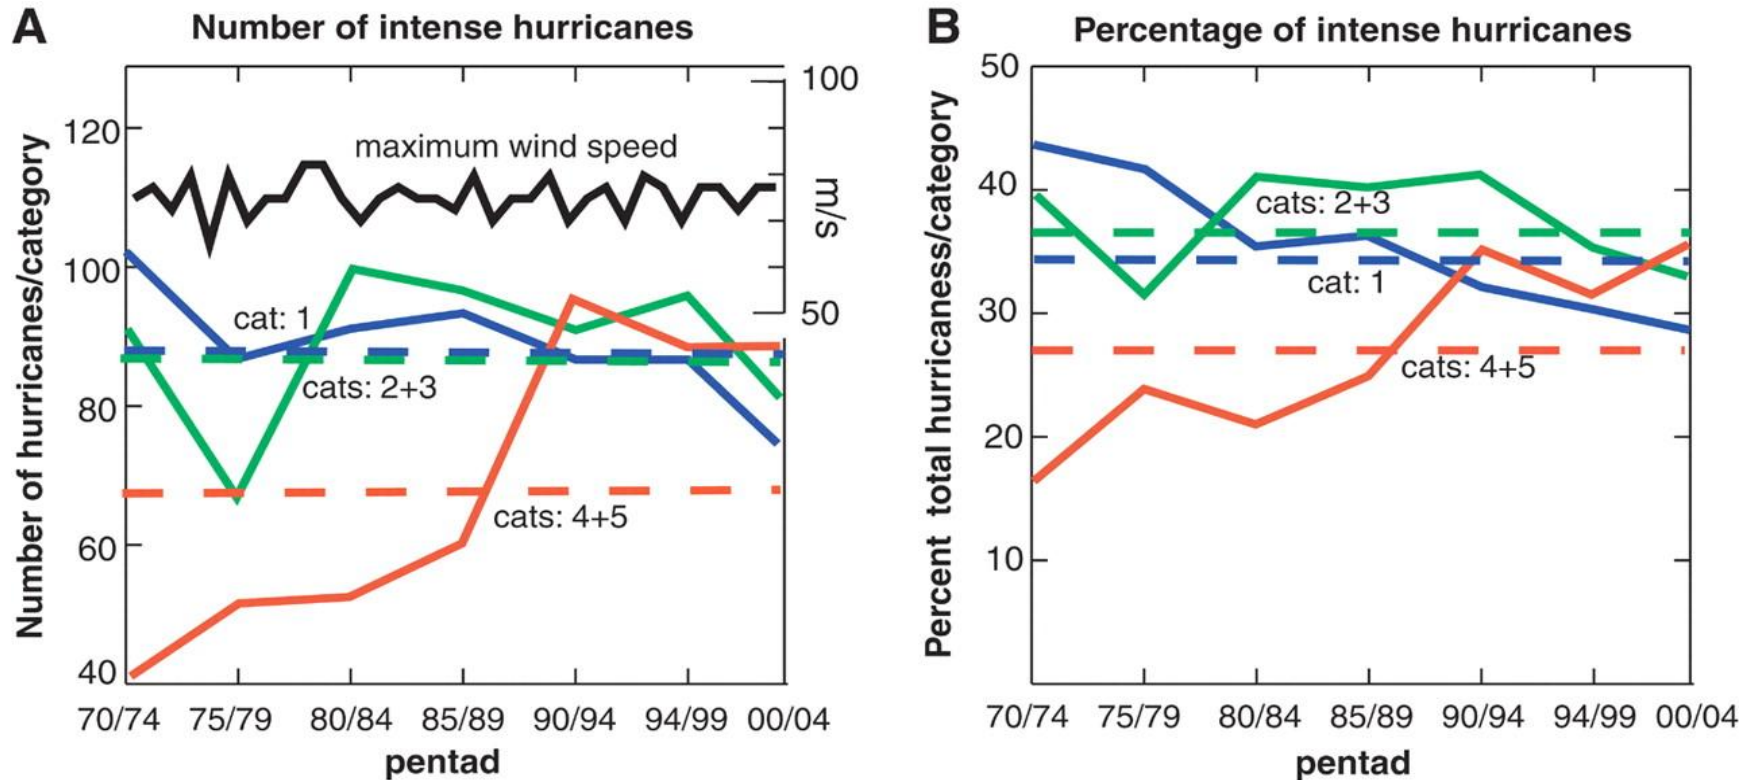 A
Number of intense hurricanes
Number of hurricanes/category
120
100
80
60
40
100
50
m/s
maximum wind speed
cat: 1
cats: 2+3
cats: 4+5
70/74 75/79 80/84 85/89 90/94 94/99 00/04
pentad
B
Percentage of intense hurricanes
Percent total hurricaness/category
50
40
30
20
10
cats: 2+3
cat: 1
cats: 4+5
70/74 75/79 80/84 85/89 90/94 94/99 00/04
pentad